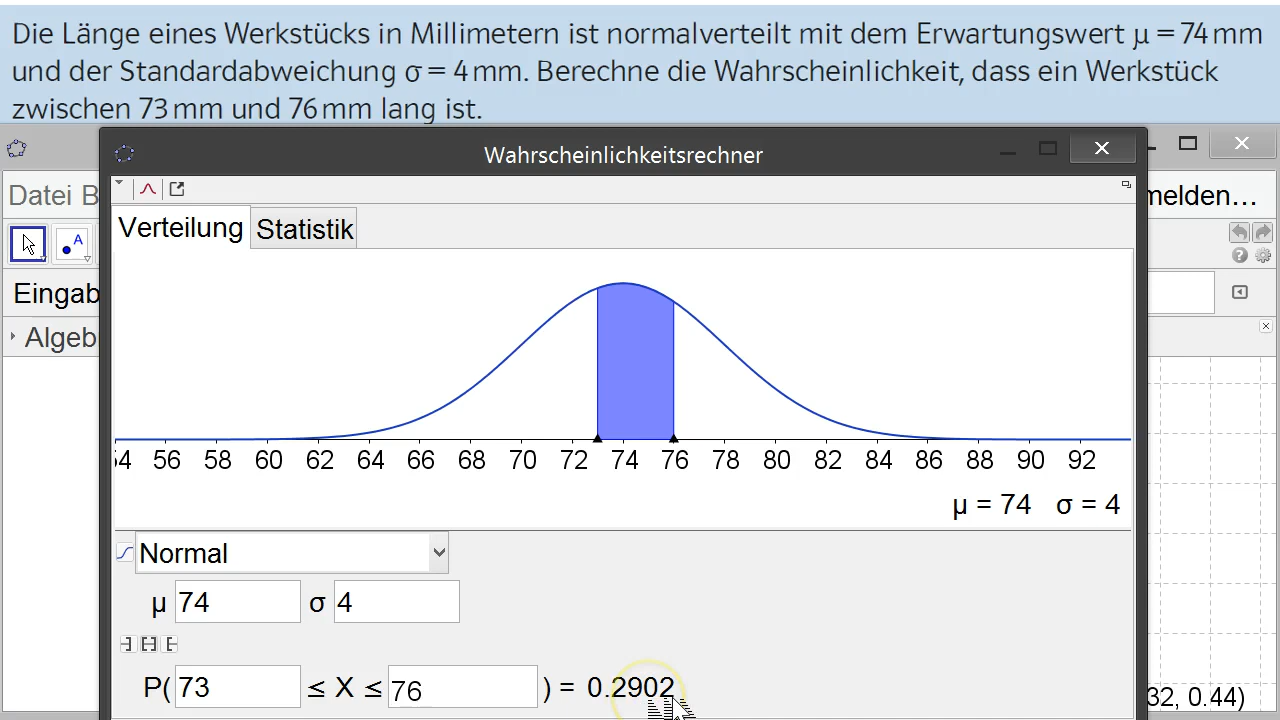 Die Länge eines Werkstücks in Millimetern ist normalverteilt mit dem Erwartungswert μ = 74 mm
und der Standardabweichung σ = 4 mm. Berechne die Wahrscheinlichkeit, dass ein Werkstück
zwischen 73 mm und 76 mm lang ist.
Wahrscheinlichkeitsrechner
Datei B
melden...
Verteilung Statistik
A
Eingab
Algeb
54 56 58 60 62 64 66 68 70 72 74 76 78 80 82 84 86 88 90 92
μ = 74 σ = 4
Normal
μ 74 σ 4
P( 73 ≤ X ≤ 76 ) = 0.2902
32, 0.44)